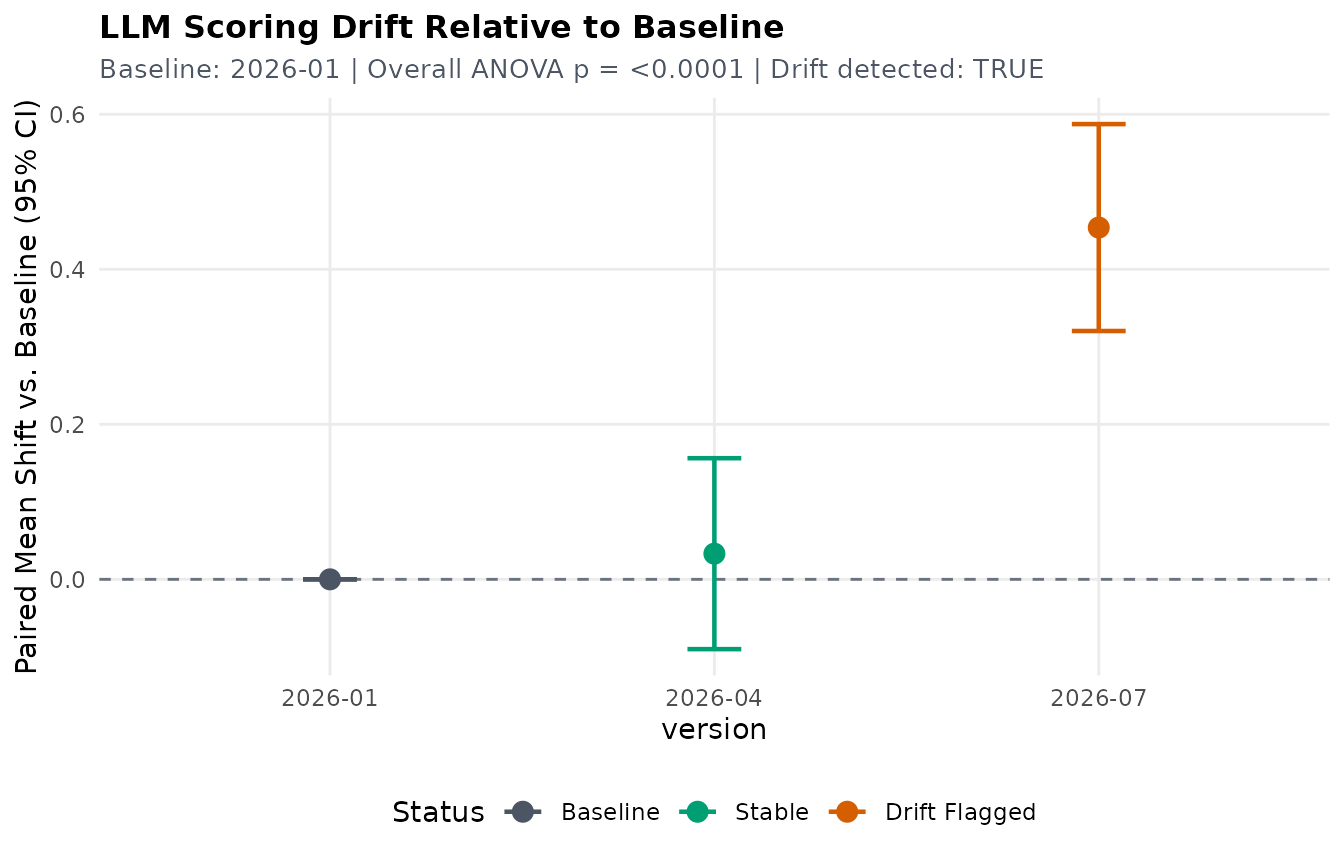 LLM Scoring Drift Relative to Baseline
Baseline: 2026-01 | Overall ANOVA p = <0.0001 | Drift detected: TRUE
Paired Mean Shift vs. Baseline (95% CI)
0.6
0.4
0.2
0.0
2026-01 2026-04 2026-07
version
Status Baseline Stable Drift Flagged